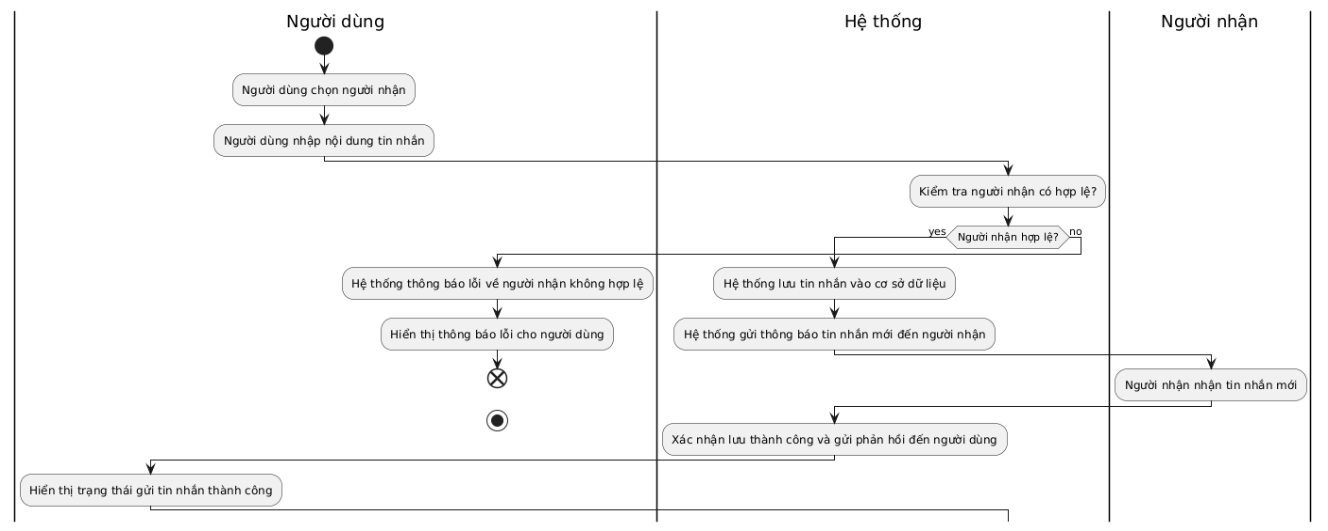 Người dùng
Hệ thống
Người nhận
Người dùng chọn người nhận
Người dùng nhập nội dung tin nhắn
Kiểm tra người nhận có hợp lệ?
yes
Người nhận hợp lệ?
no
Hệ thống thông báo lỗi về người nhận không hợp lệ
Hệ thống lưu tin nhắn vào cơ sở dữ liệu
Hiển thị thông báo lỗi cho người dùng
Hệ thống gửi thông báo tin nhắn mới đến người nhận
Người nhận nhận tin nhắn mới
Xác nhận lưu thành công và gửi phản hồi đến người dùng
Hiển thị trạng thái gửi tin nhắn thành công